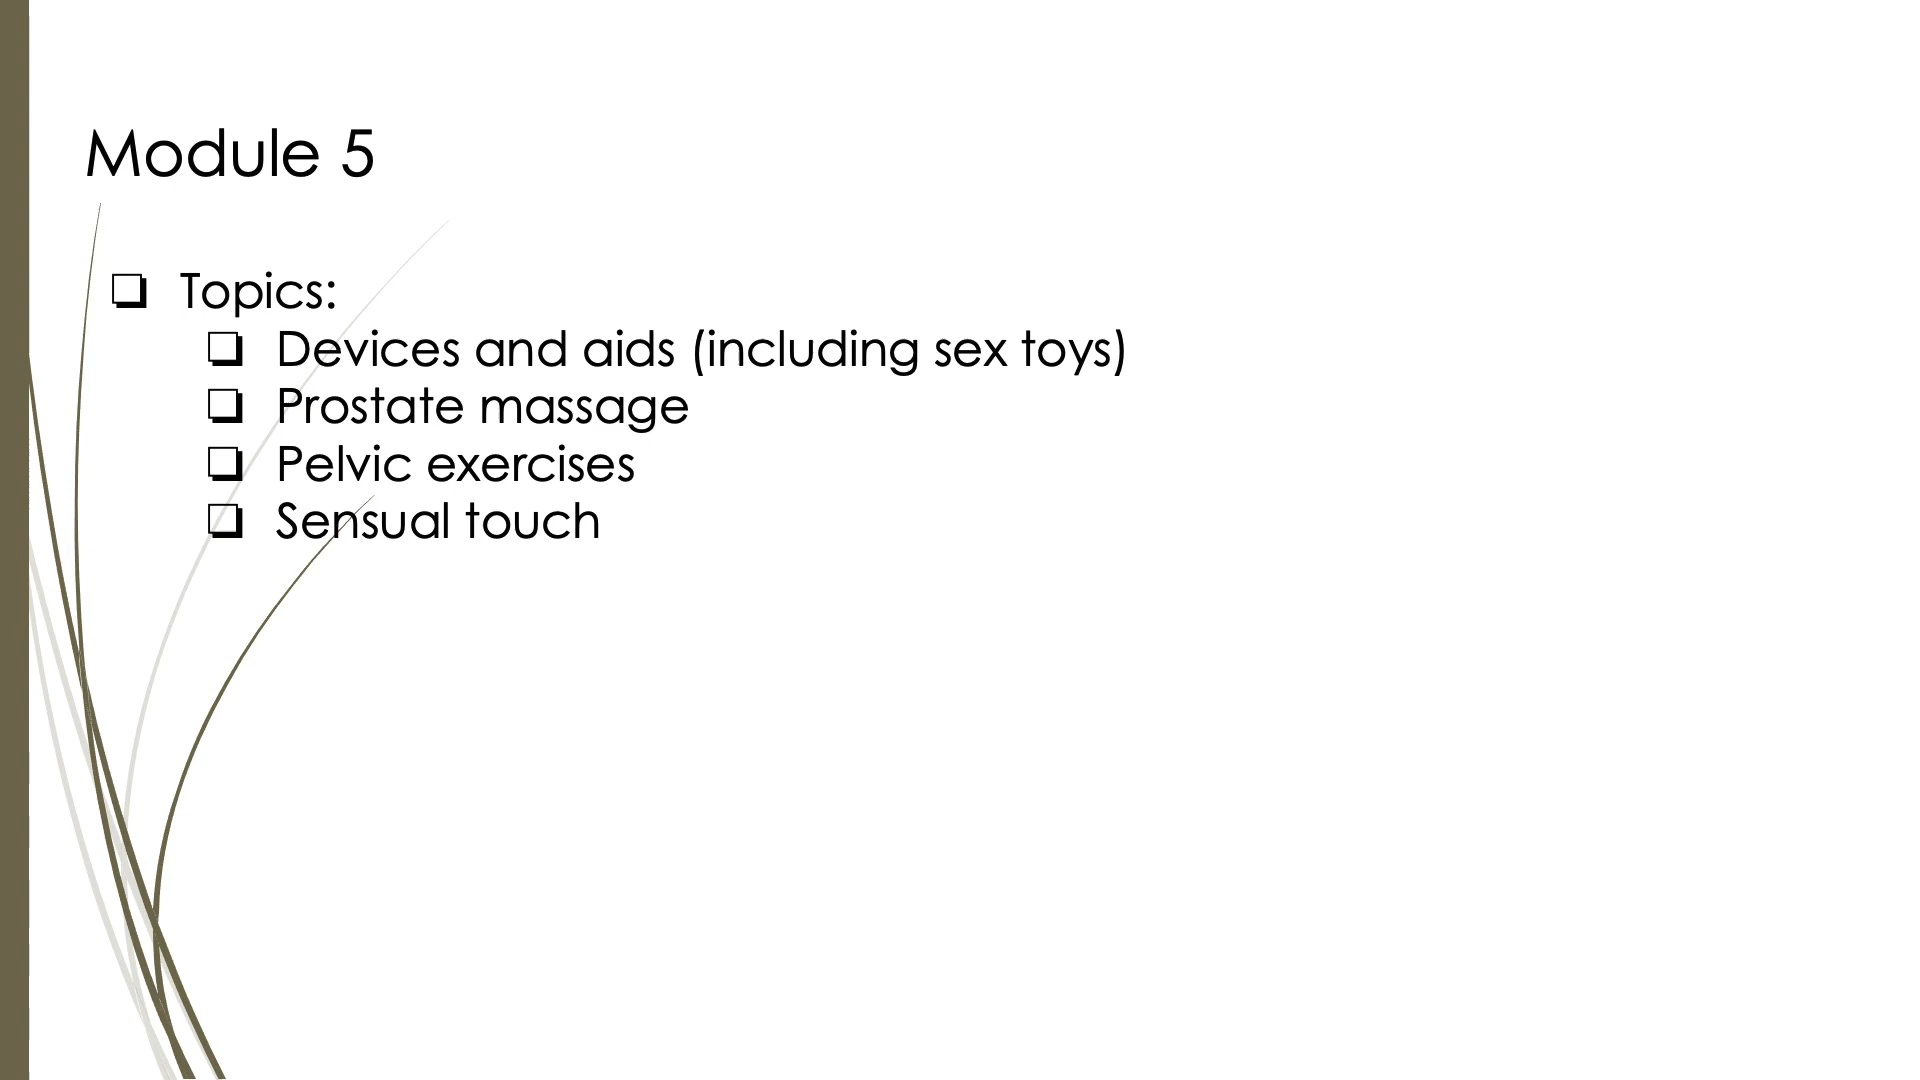 Module 5
❏ Topics:
❏ Devices and aids (including sex toys)
❏ Prostate massage
❏ Pelvic exercises
❏ Sensual touch